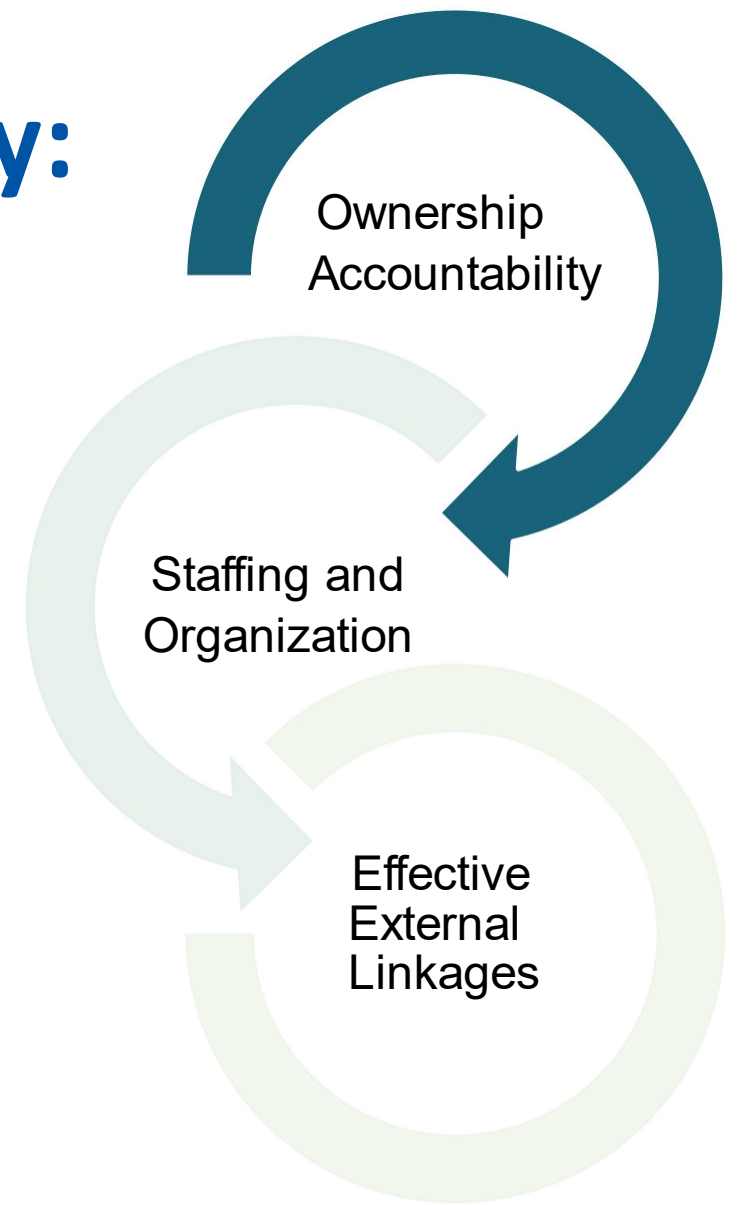 y:
Ownership
Accountability
Staffing and
Organization
Effective
External
Linkages